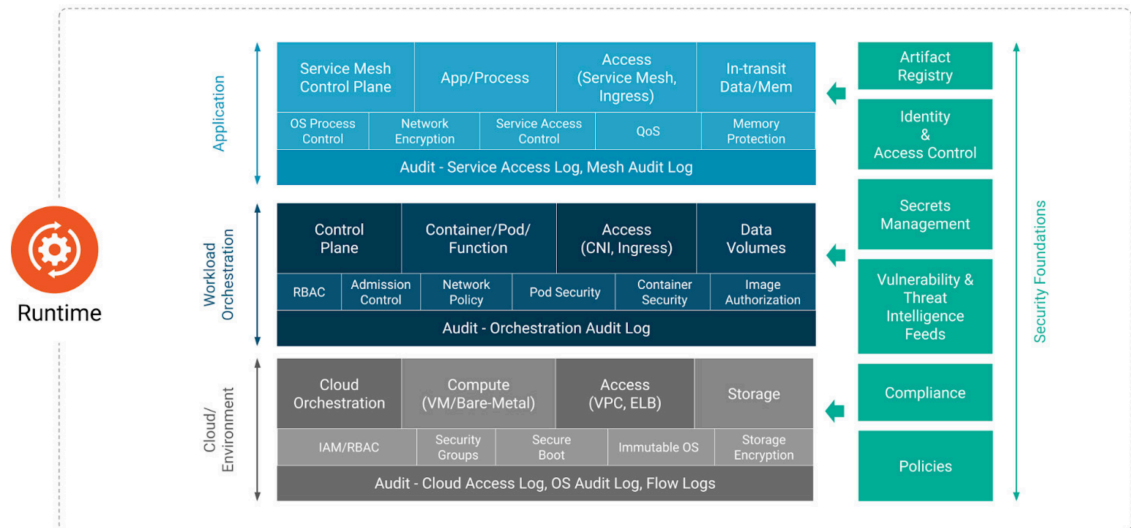 Application
Service Mesh
Control Plane
App/Process
Access
(Service Mesh,
Ingress)
In-transit
Data/Mem
OS Process
Control
Network
Encryption
Service Access
Control
QoS
Memory
Protection
Audit - Service Access Log, Mesh Audit Log
Runtime
Workload
Orchestration
Control
Plane
Container/Pod/
Function
Access
(CNI, Ingress)
Data
Volumes
RBAC
Admission
Control
Network
Policy
Pod Security
Container
Security
Image
Authorization
Audit - Orchestration Audit Log
Cloud/
Environment
Cloud
Orchestration
Compute
(VM/Bare-Metal)
Access
(VPC, ELB)
Storage
IAM/RBAC
Security
Groups
Secure
Boot
Immutable OS
Storage
Encryption
Audit - Cloud Access Log, OS Audit Log, Flow Logs
Artifact
Registry
Identity
&
Access Control
Secrets
Management
Vulnerability &
Threat
Intelligence
Feeds
Compliance
Policies
Security Foundations